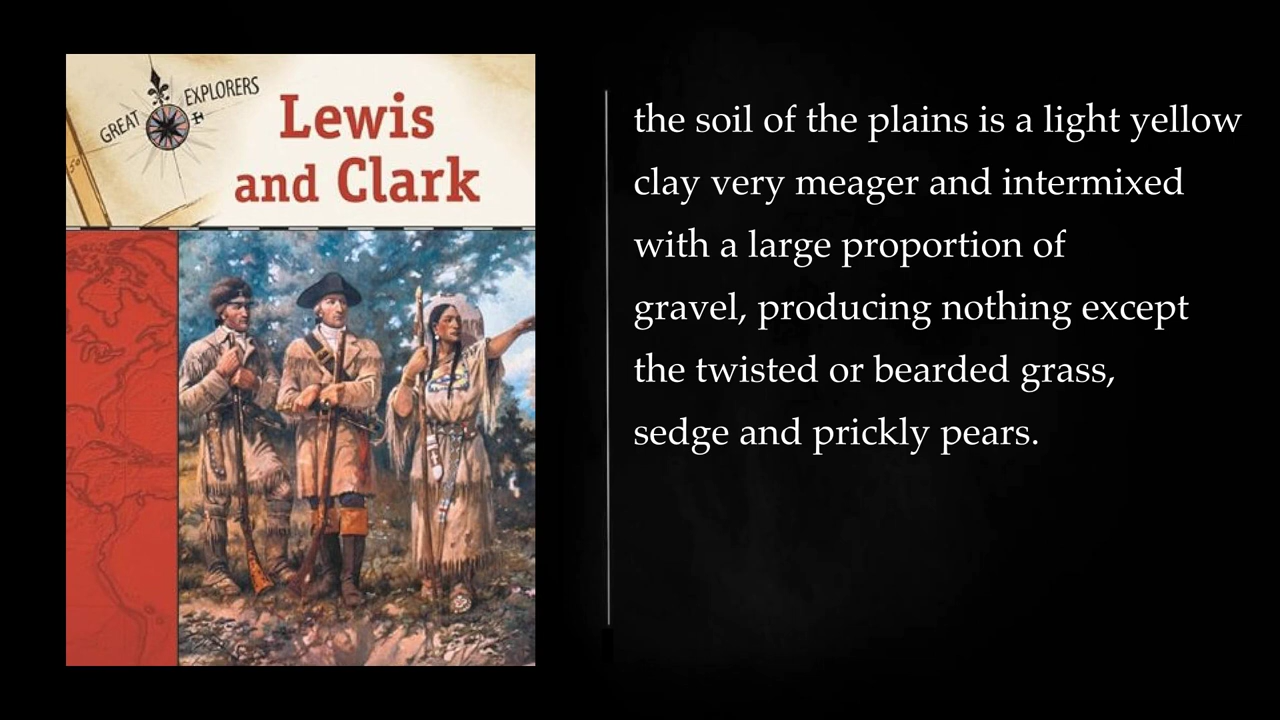 GREAT EXPLORERS
Lewis
and Clark
the soil of the plains is a light yellow
clay very meager and intermixed
with a large proportion of
gravel, producing nothing except
the twisted or bearded grass,
sedge and prickly pears.